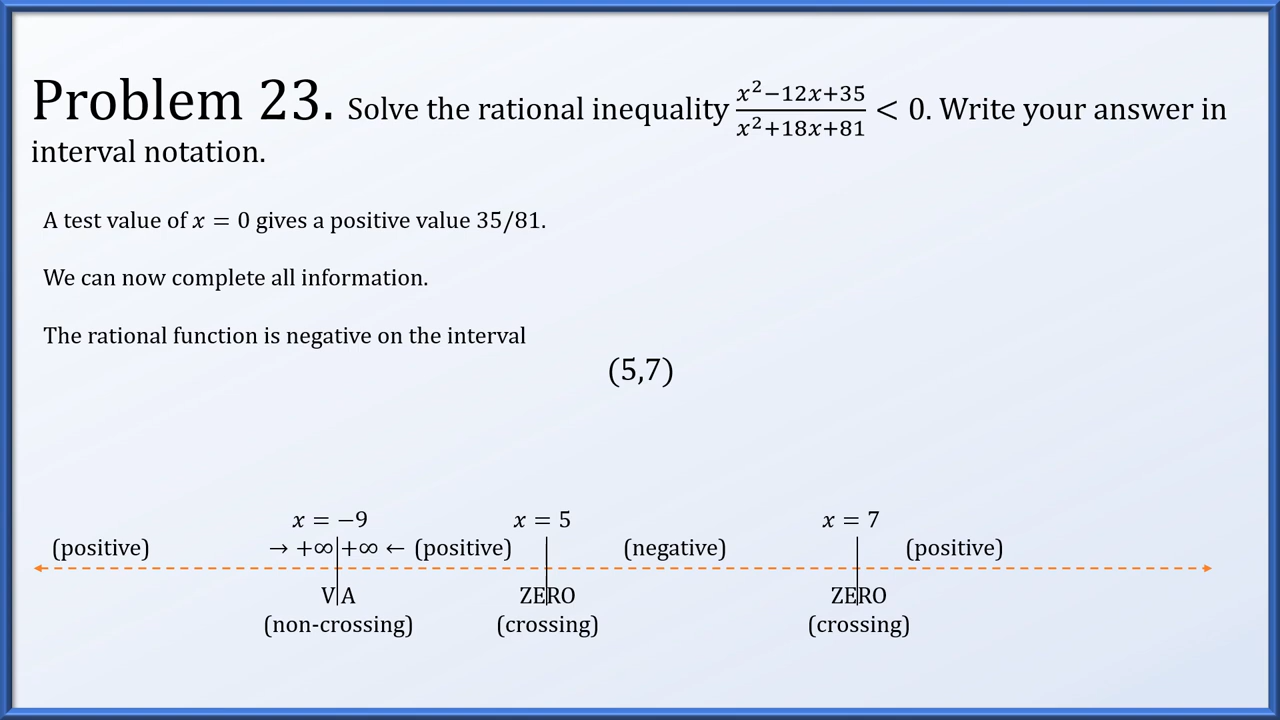 Problem 23. Solve the rational inequality \frac{x^2-12x+35}{x^2+18x+81} < 0. Write your answer in
interval notation.
A test value of x = 0 gives a positive value 35/81.
We can now complete all information.
The rational function is negative on the interval
(5,7)
x = −9 x = 5 x = 7
(positive) → +∞ +∞ ← (positive) (negative) (positive)
VA ZERO ZERO
(non-crossing) (crossing) (crossing)